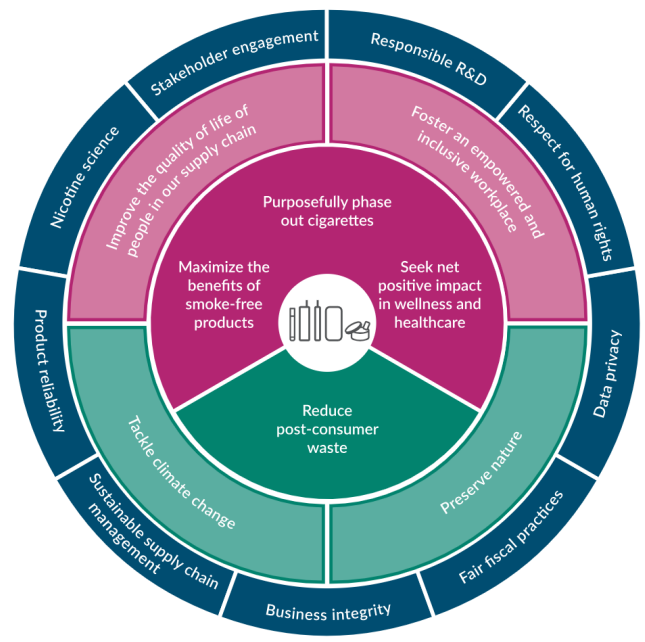 Stakeholder engagement
Responsible R&D
Respect for human rights
Data privacy
Fair fiscal practices
Business integrity
Sustainable supply chain
management
Product reliability
Nicotine science
Improve the quality of life of
people in our supply chain
Foster an empowered and
inclusive workplace
Preserve nature
Tackle climate change
Purposefully phase
out cigarettes
Maximize the
benefits of
smoke-free
products
Seek net
positive impact
in wellness and
healthcare
Reduce
post-consumer
waste